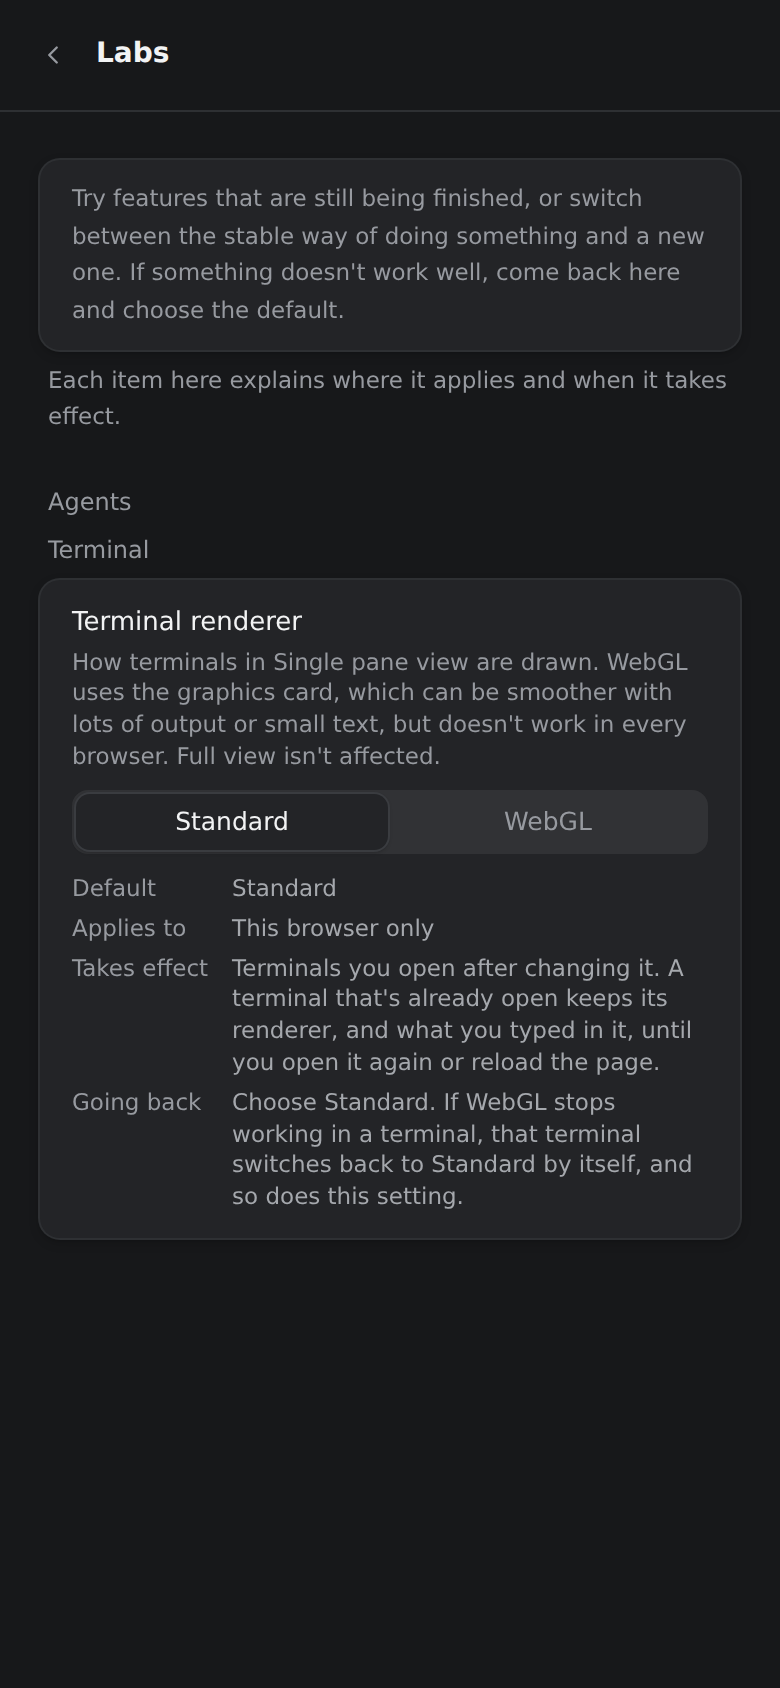 Labs
Try features that are still being finished, or switch
between the stable way of doing something and a new
one. If something doesn't work well, come back here
and choose the default.
Each item here explains where it applies and when it takes
effect.
Agents
Terminal
Terminal renderer
How terminals in Single pane view are drawn. WebGL
uses the graphics card, which can be smoother with
lots of output or small text, but doesn't work in every
browser. Full view isn't affected.
Standard WebGL
Default Standard
Applies to This browser only
Takes effect Terminals you open after changing it. A
terminal that's already open keeps its
renderer, and what you typed in it, until
you open it again or reload the page.
Going back Choose Standard. If WebGL stops
working in a terminal, that terminal
switches back to Standard by itself, and
so does this setting.